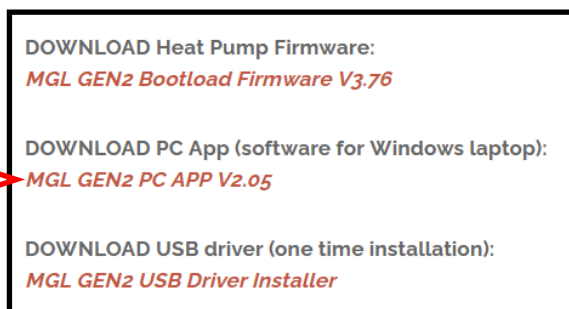 DOWNLOAD Heat Pump Firmware:
MGL GEN2 Bootload Firmware V3.76
DOWNLOAD PC App (software for Windows laptop):
MGL GEN2 PC APP V2.05
DOWNLOAD USB driver (one time installation):
MGL GEN2 USB Driver Installer